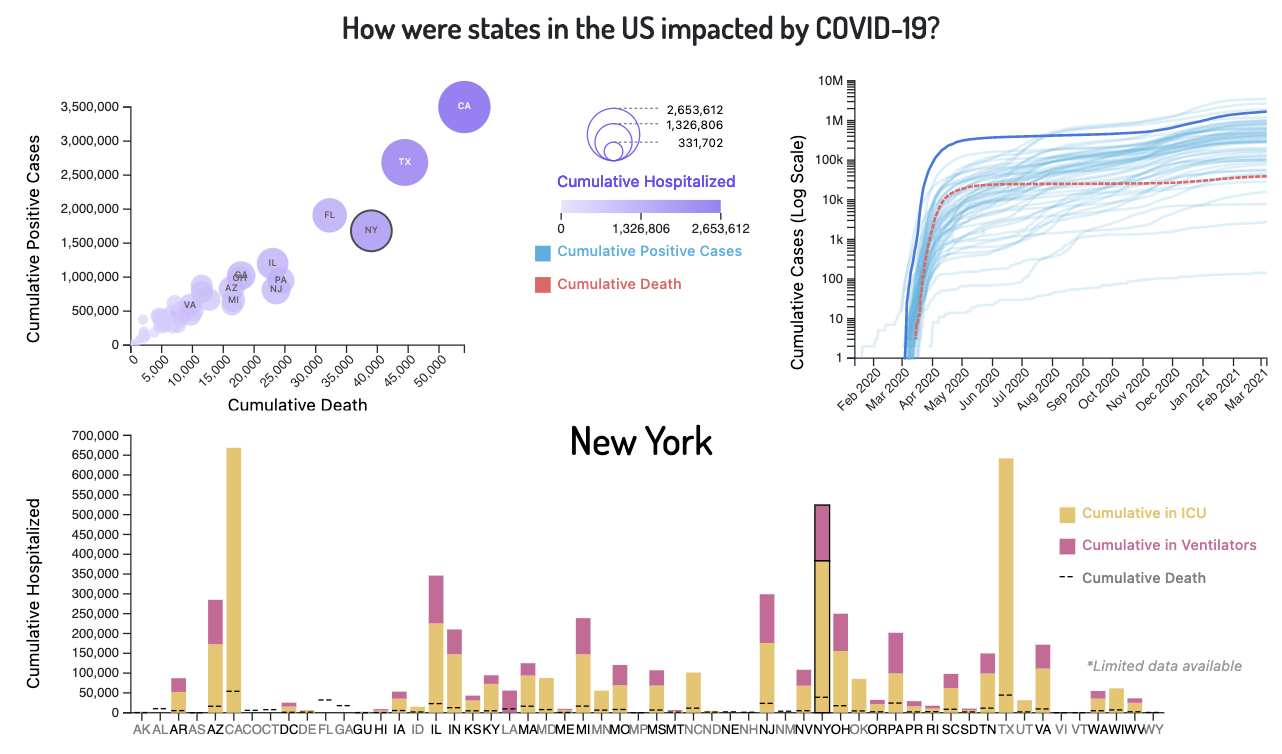 How were states in the US impacted by COVID-19?
Cumulative Positive Cases
3,500,000
3,000,000
2,500,000
2,000,000
1,500,000
1,000,000
500,000
0
CA
TX
FL
NY
IL
GA
OH
PA
AZ
NJ
MI
VA
0
5,000
10,000
15,000
20,000
25,000
30,000
35,000
40,000
45,000
50,000
Cumulative Death
2,653,612
1,326,806
331,702
Cumulative Hospitalized
0 1,326,806 2,653,612
Cumulative Positive Cases
Cumulative Death
Cumulative Cases (Log Scale)
10M
1M
100k
10k
1k
100
10
1
Feb 2020
Mar 2020
Apr 2020
May 2020
Jun 2020
Jul 2020
Aug 2020
Sep 2020
Oct 2020
Nov 2020
Dec 2020
Jan 2021
Feb 2021
Mar 2021
New York
Cumulative Hospitalized
700,000
650,000
600,000
550,000
500,000
450,000
400,000
350,000
300,000
250,000
200,000
150,000
100,000
50,000
0
AK AL AR AS AZ CA CO CT DC DE FL GA GU HI IA ID IL IN KS KY LA MA MD ME MI MN MO MP MS MT NC ND NE NH NJ NM NV NY OH OK OR PA PR RI SC SD TN TX UT VA VI VT WA WI WV WY
Cumulative in ICU
Cumulative in Ventilators
Cumulative Death
*Limited data available